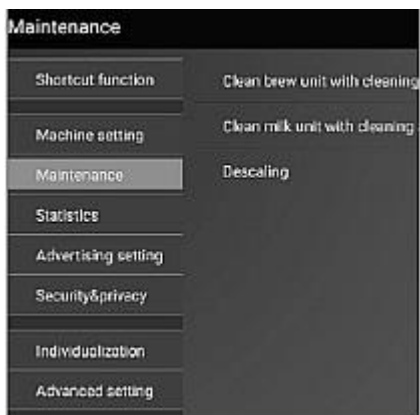 Maintenance
Shortcut function
Machine setting
Maintenance
Statistics
Advertising setting
Security&privacy
Individualization
Advanced setting
Clean brew unit with cleaning
Clean milk unit with cleaning
Descaling